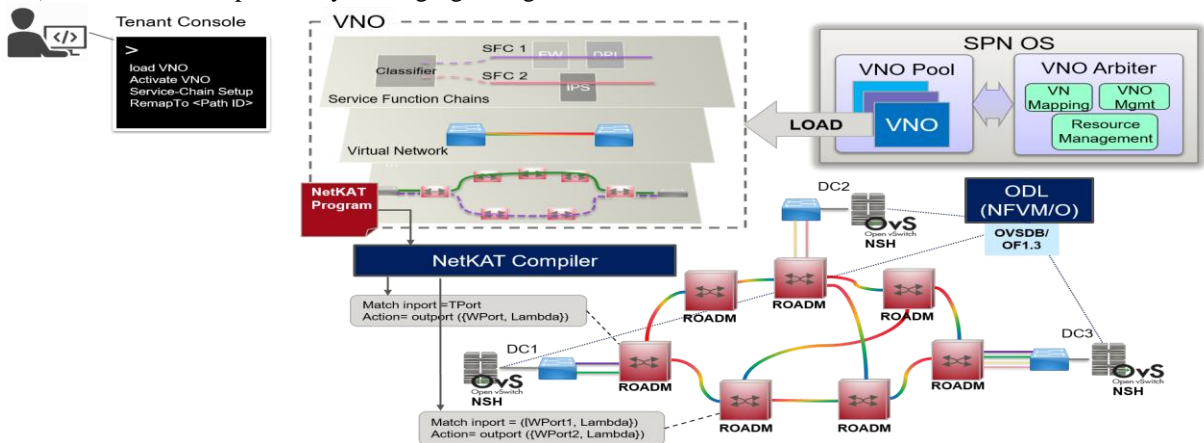 Tenant Console
>
load VNO
Activate VNO
Service-Chain Setup
RemapTo <Path ID>
VNO
SFC 1
FW
DPI
Classifier
SFC 2
IPS
Service Function Chains
Virtual Network
NetKAT
Program
NetKAT Compiler
SPN OS
VNO Pool
VNO
VNO Arbiter
VN
Mapping
VNO
Mgmt
Resource
Management
LOAD
DC2
OvS
Open vSwitch
NSH
ODL
(NFVM/O)
OVSDB/
OF1.3
Match inport =TPort
Action= outport ({WPort, Lambda})
ROADM
ROADM
ROADM
DC1
OvS
Open vSwitch
NSH
ROADM
ROADM
ROADM
ROADM
DC3
OvS
Open vSwitch
NSH
Match inport = ([WPort1, Lambda})
Action= outport ({WPort2, Lambda})